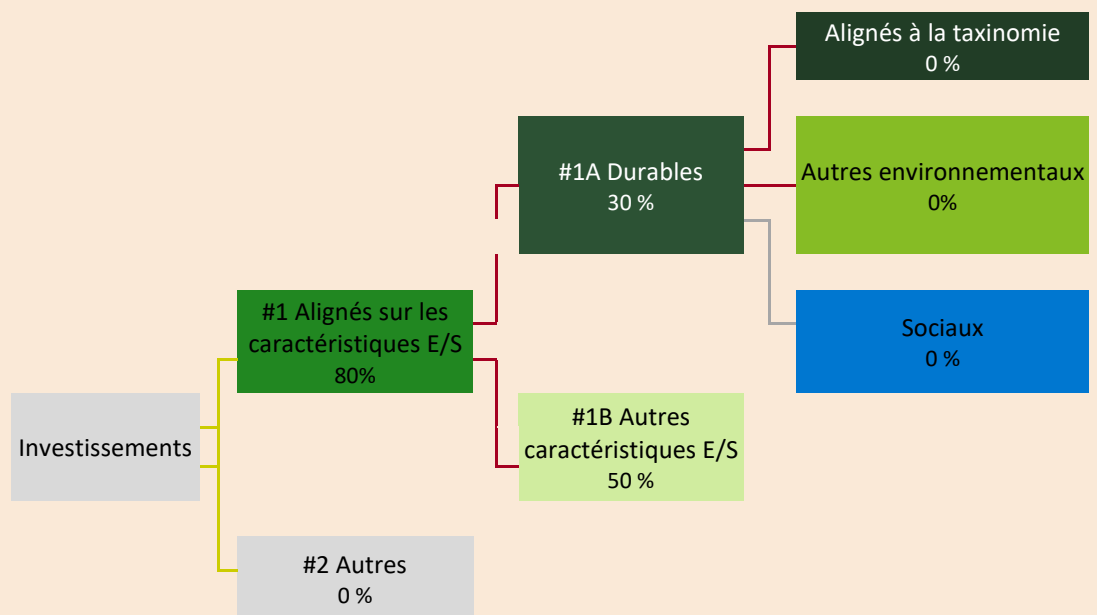 Investissements
#1 Alignés sur les
caractéristiques E/S
80%
#2 Autres
0 %
#1A Durables
30 %
#1B Autres
caractéristiques E/S
50 %
Alignés à la taxinomie
0 %
Autres environnementaux
0%
Sociaux
0 %